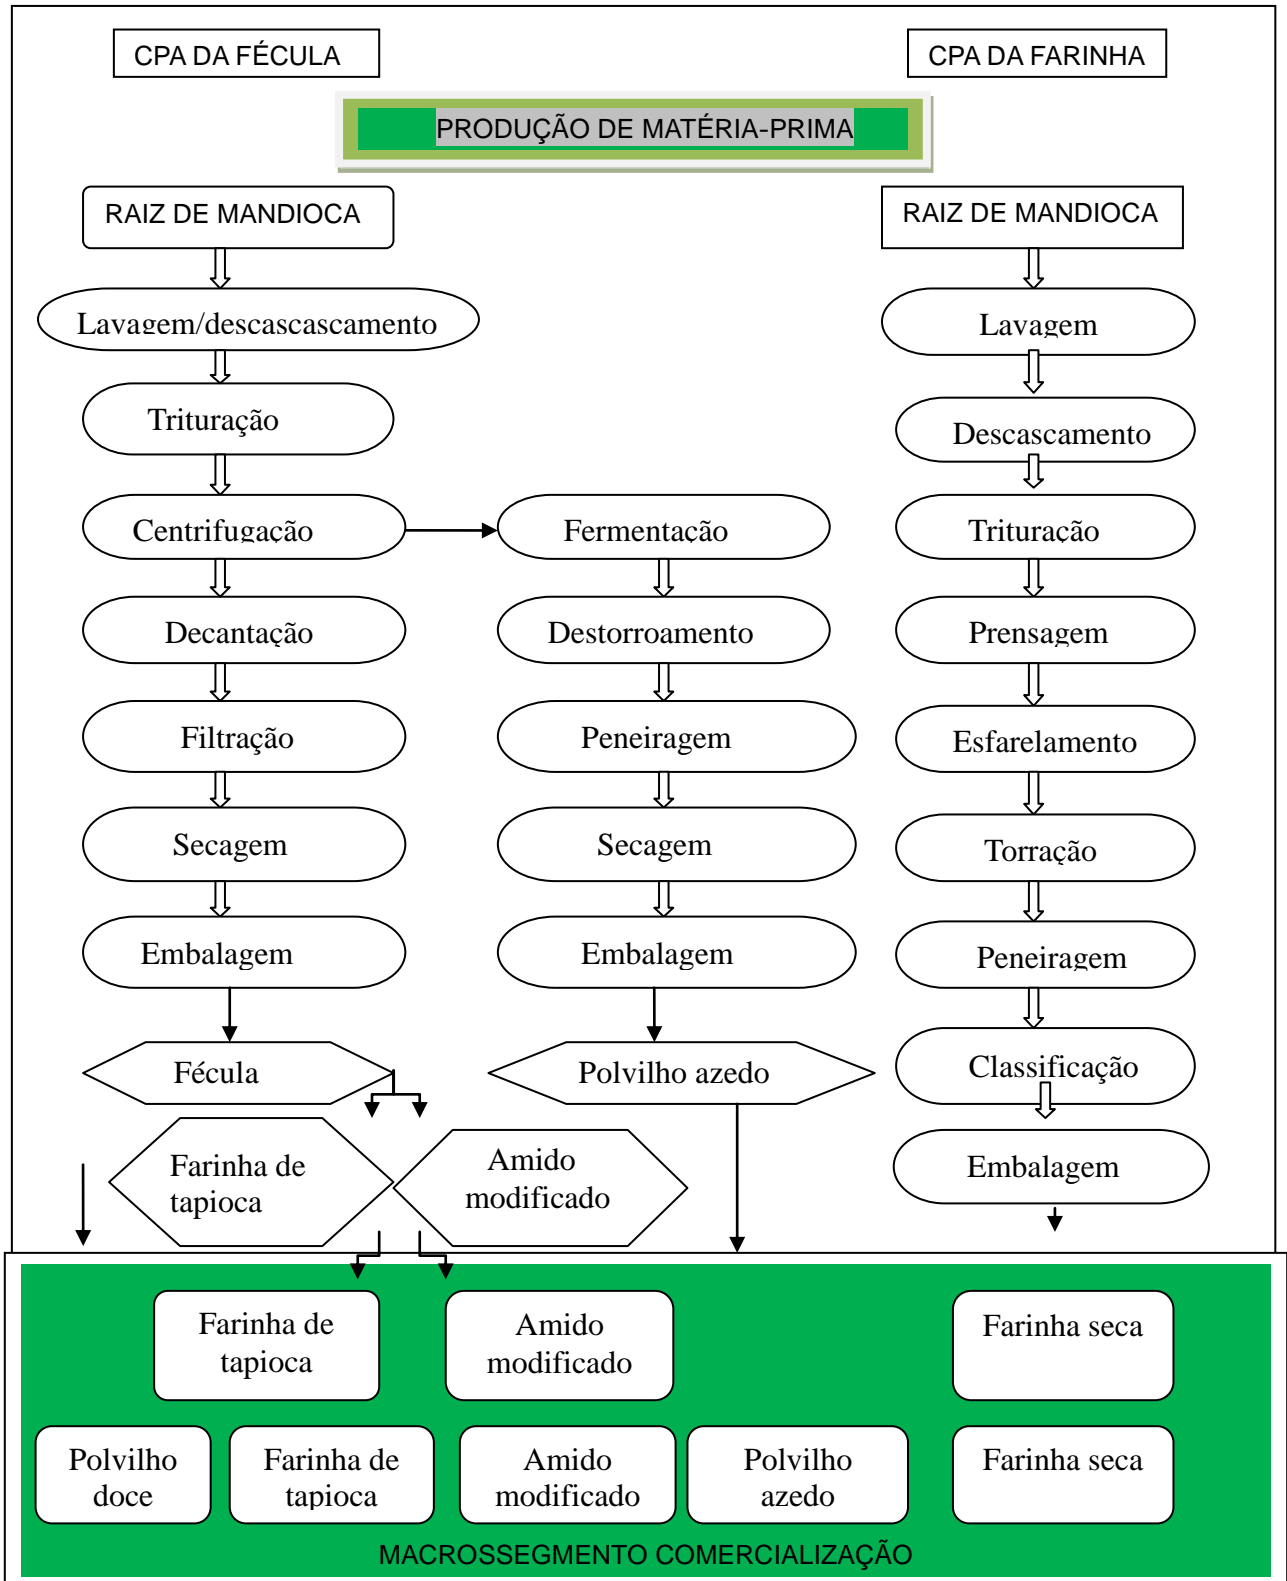 CPA DA FÉCULA
CPA DA FARINHA
PRODUÇÃO DE MATÉRIA-PRIMA
RAIZ DE MANDIOCA
RAIZ DE MANDIOCA
Lavagem/descascascamento
Lavagem
Trituração
Descascamento
Centrifugação
Fermentação
Trituração
Decantação
Destorroamento
Prensagem
Filtração
Peneiragem
Esfarelamento
Secagem
Secagem
Torração
Embalagem
Embalagem
Peneiragem
Fécula
Polvilho azedo
Classificação
Farinha de
tapioca
Amido
modificado
Embalagem
Farinha de
tapioca
Amido
modificado
Farinha seca
Polvilho
doce
Farinha de
tapioca
Amido
modificado
Polvilho
azedo
Farinha seca
MACROSSEGMENTO COMERCIALIZAÇÃO